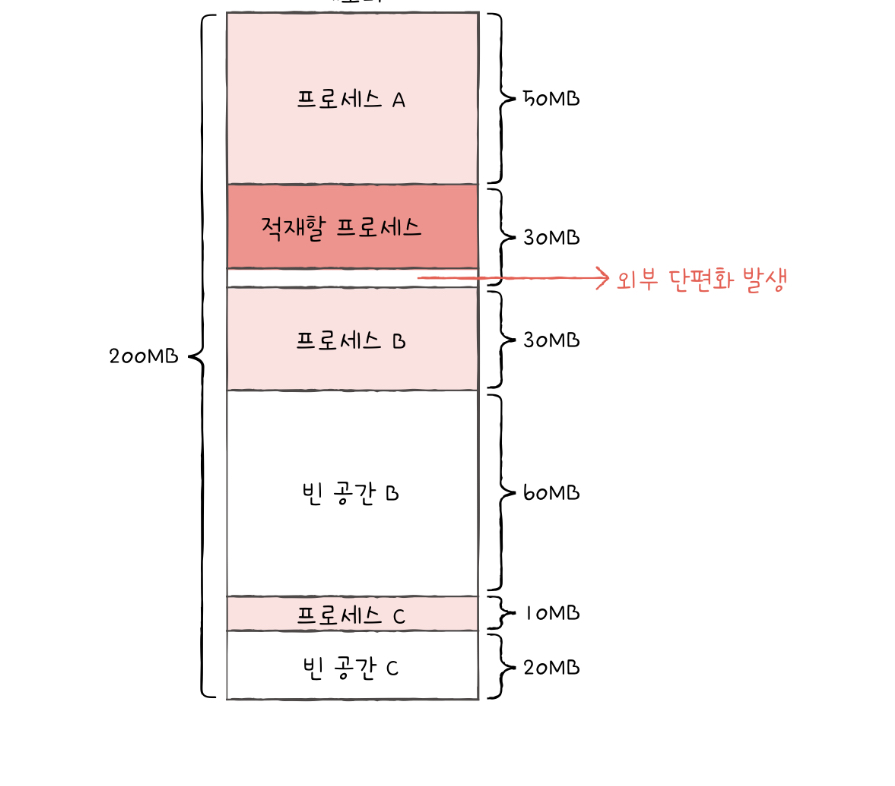 프로세스 A
50MB
적재할 프로세스
30MB
외부 단편화 발생
프로세스 B
30MB
200MB
빈 공간 B
60MB
프로세스 C
10MB
빈 공간 C
20MB